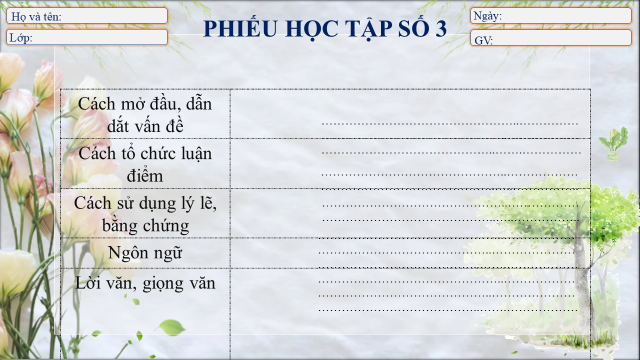 Họ và tên:
Lớp:
PHIẾU HỌC TẬP SỐ 3
Ngày:
GV:
Cách mở đầu, dẫn
dắt vấn đề
Cách tổ chức luận
điểm
Cách sử dụng lý lẽ,
bằng chứng
Ngôn ngữ
Lời văn, giọng văn